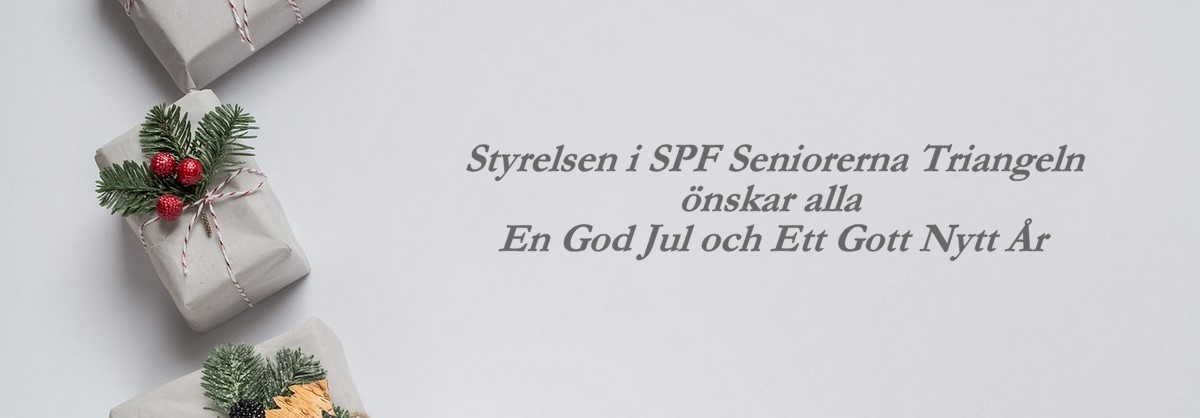 Styrelsen i SPF Seniorerna Triangeln
önskar alla
En God Jul och Ett Gott Nytt År